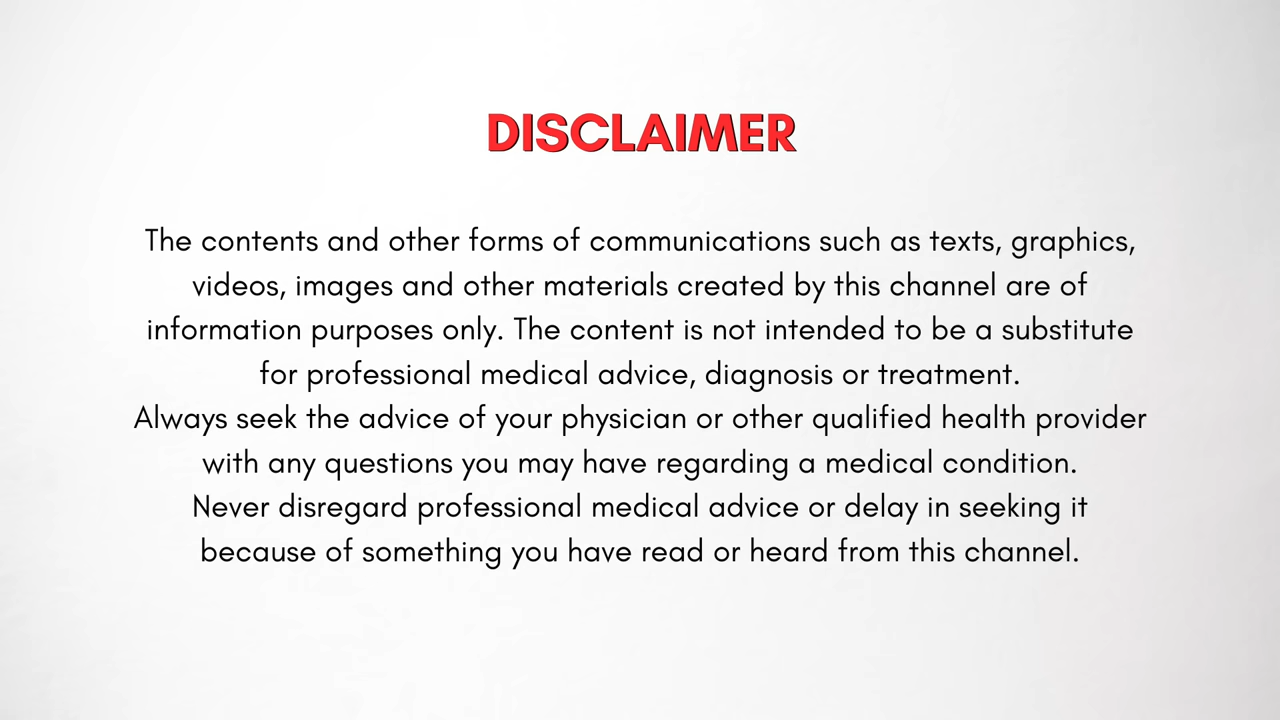 DISCLAIMER
The contents and other forms of communications such as texts, graphics,
videos, images and other materials created by this channel are of
information purposes only. The content is not intended to be a substitute
for professional medical advice, diagnosis or treatment.
Always seek the advice of your physician or other qualified health provider
with any questions you may have regarding a medical condition.
Never disregard professional medical advice or delay in seeking it
because of something you have read or heard from this channel.